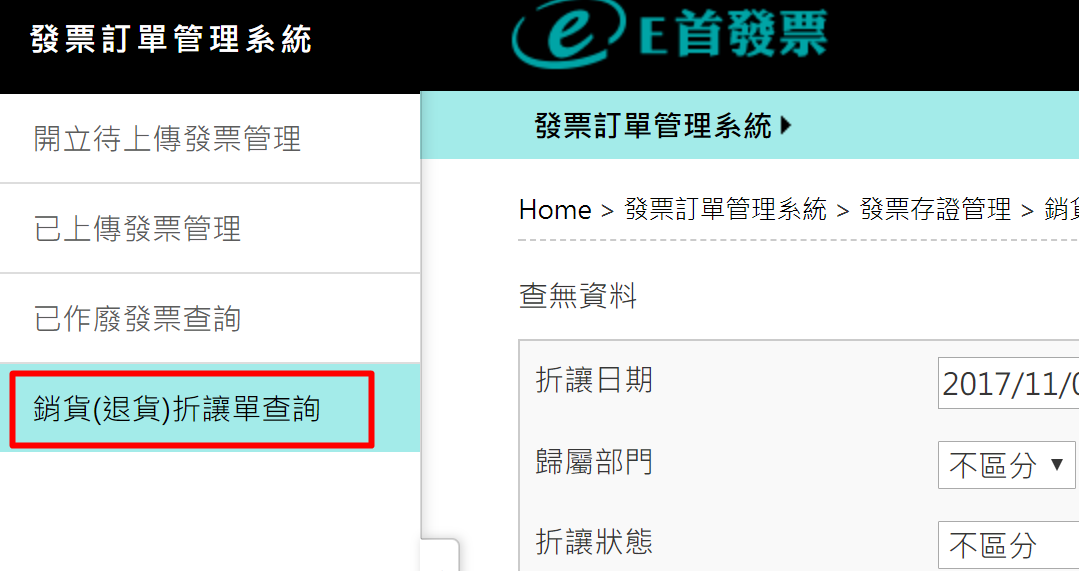 發票訂單管理系統
開立待上傳發票管理
已上傳發票管理
已作廢發票查詢
銷貨(退貨)折讓單查詢
E首發票
發票訂單管理系統
Home > 發票訂單管理系統 > 發票存證管理 > 銷貨
查無資料
折讓日期 2017/11/0
歸屬部門 不區分
折讓狀態 不區分